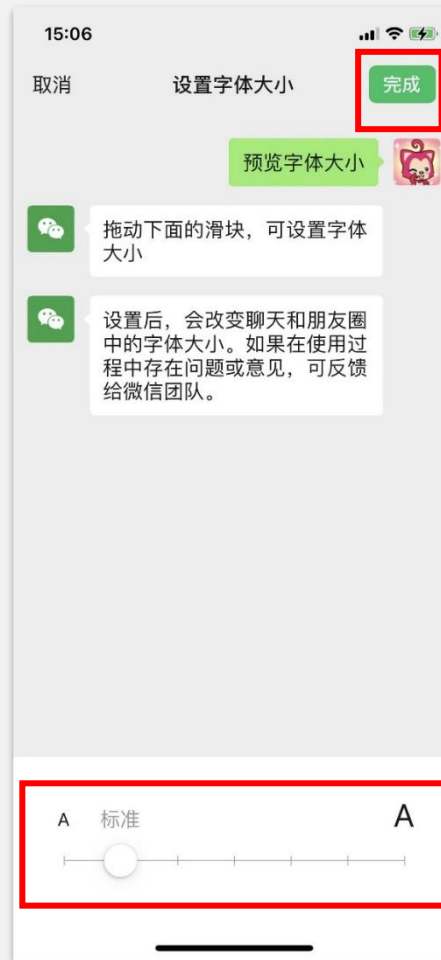 15:06
取消 设置字体大小 完成
预览字体大小
拖动下面的滑块，可设置字体
大小
设置后，会改变聊天和朋友圈
中的字体大小。如果在使用过
程中存在问题或意见，可反馈
给微信团队。
A 标准 A